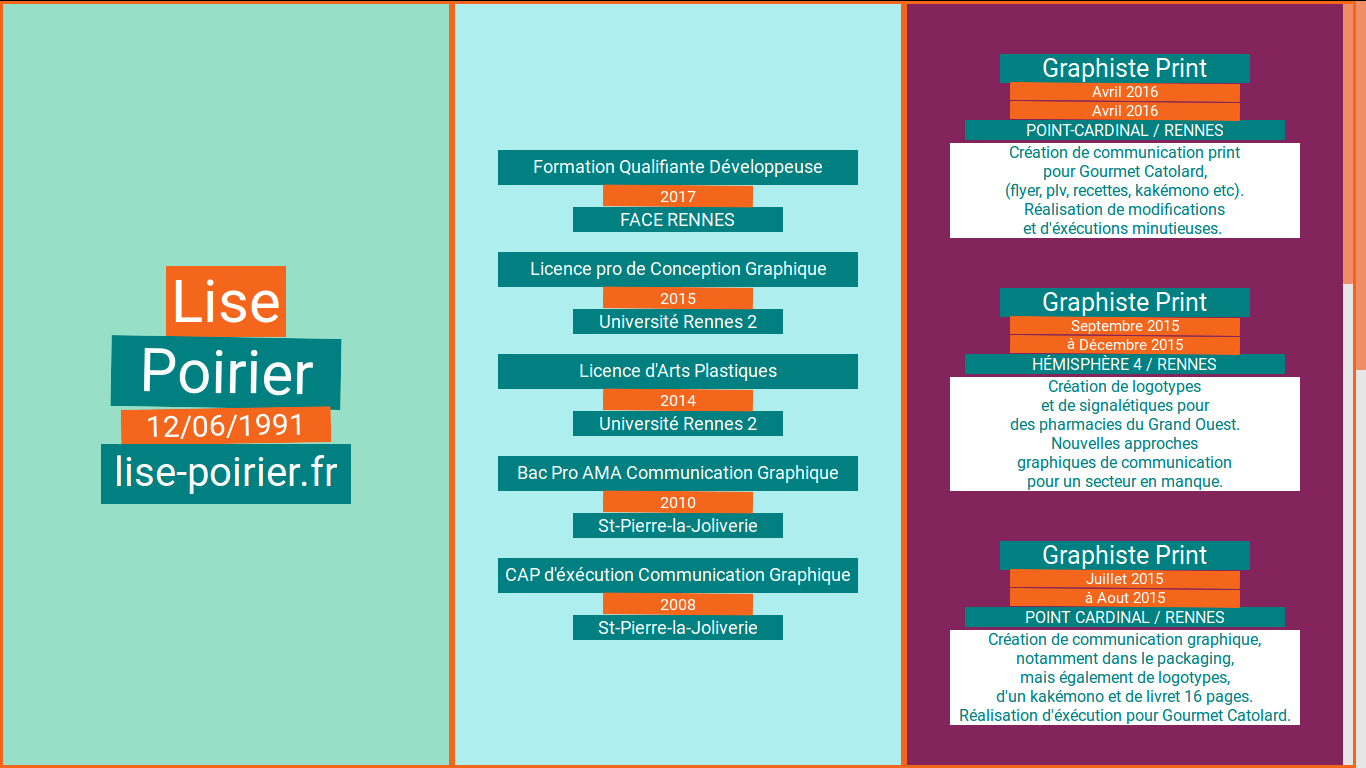 Lise
Poirier
12/06/1991
lise-poirier.fr
Formation Qualifiante Développeuse
2017
FACE RENNES
Licence pro de Conception Graphique
2015
Université Rennes 2
Licence d'Arts Plastiques
2014
Université Rennes 2
Bac Pro AMA Communication Graphique
2010
St-Pierre-la-Joliverie
CAP d'éxécution Communication Graphique
2008
St-Pierre-la-Joliverie
Graphiste Print
Avril 2016
Avril 2016
POINT-CARDINAL / RENNES
Création de communication print
pour Gourmet Catolard,
(flyer, plv, recettes, kakémono etc).
Réalisation de modifications
et d'éxécutions minutieuses.
Graphiste Print
Septembre 2015
à Décembre 2015
HÉMISPHÈRE 4 / RENNES
Création de logotypes
et de signalétiques pour
des pharmacies du Grand Ouest.
Nouvelles approches
graphiques de communication
pour un secteur en manque.
Graphiste Print
Juillet 2015
à Aout 2015
POINT CARDINAL / RENNES
Création de communication graphique,
notamment dans le packaging,
mais également de logotypes,
d'un kakémono et de livret 16 pages.
Réalisation d'éxécution pour Gourmet Catolard.